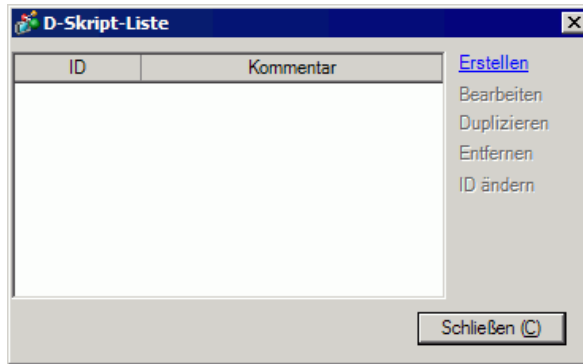 D-Skript-Liste
ID Kommentar
Erstellen
Bearbeiten
Duplizieren
Entfernen
ID ändern
Schließen (C)